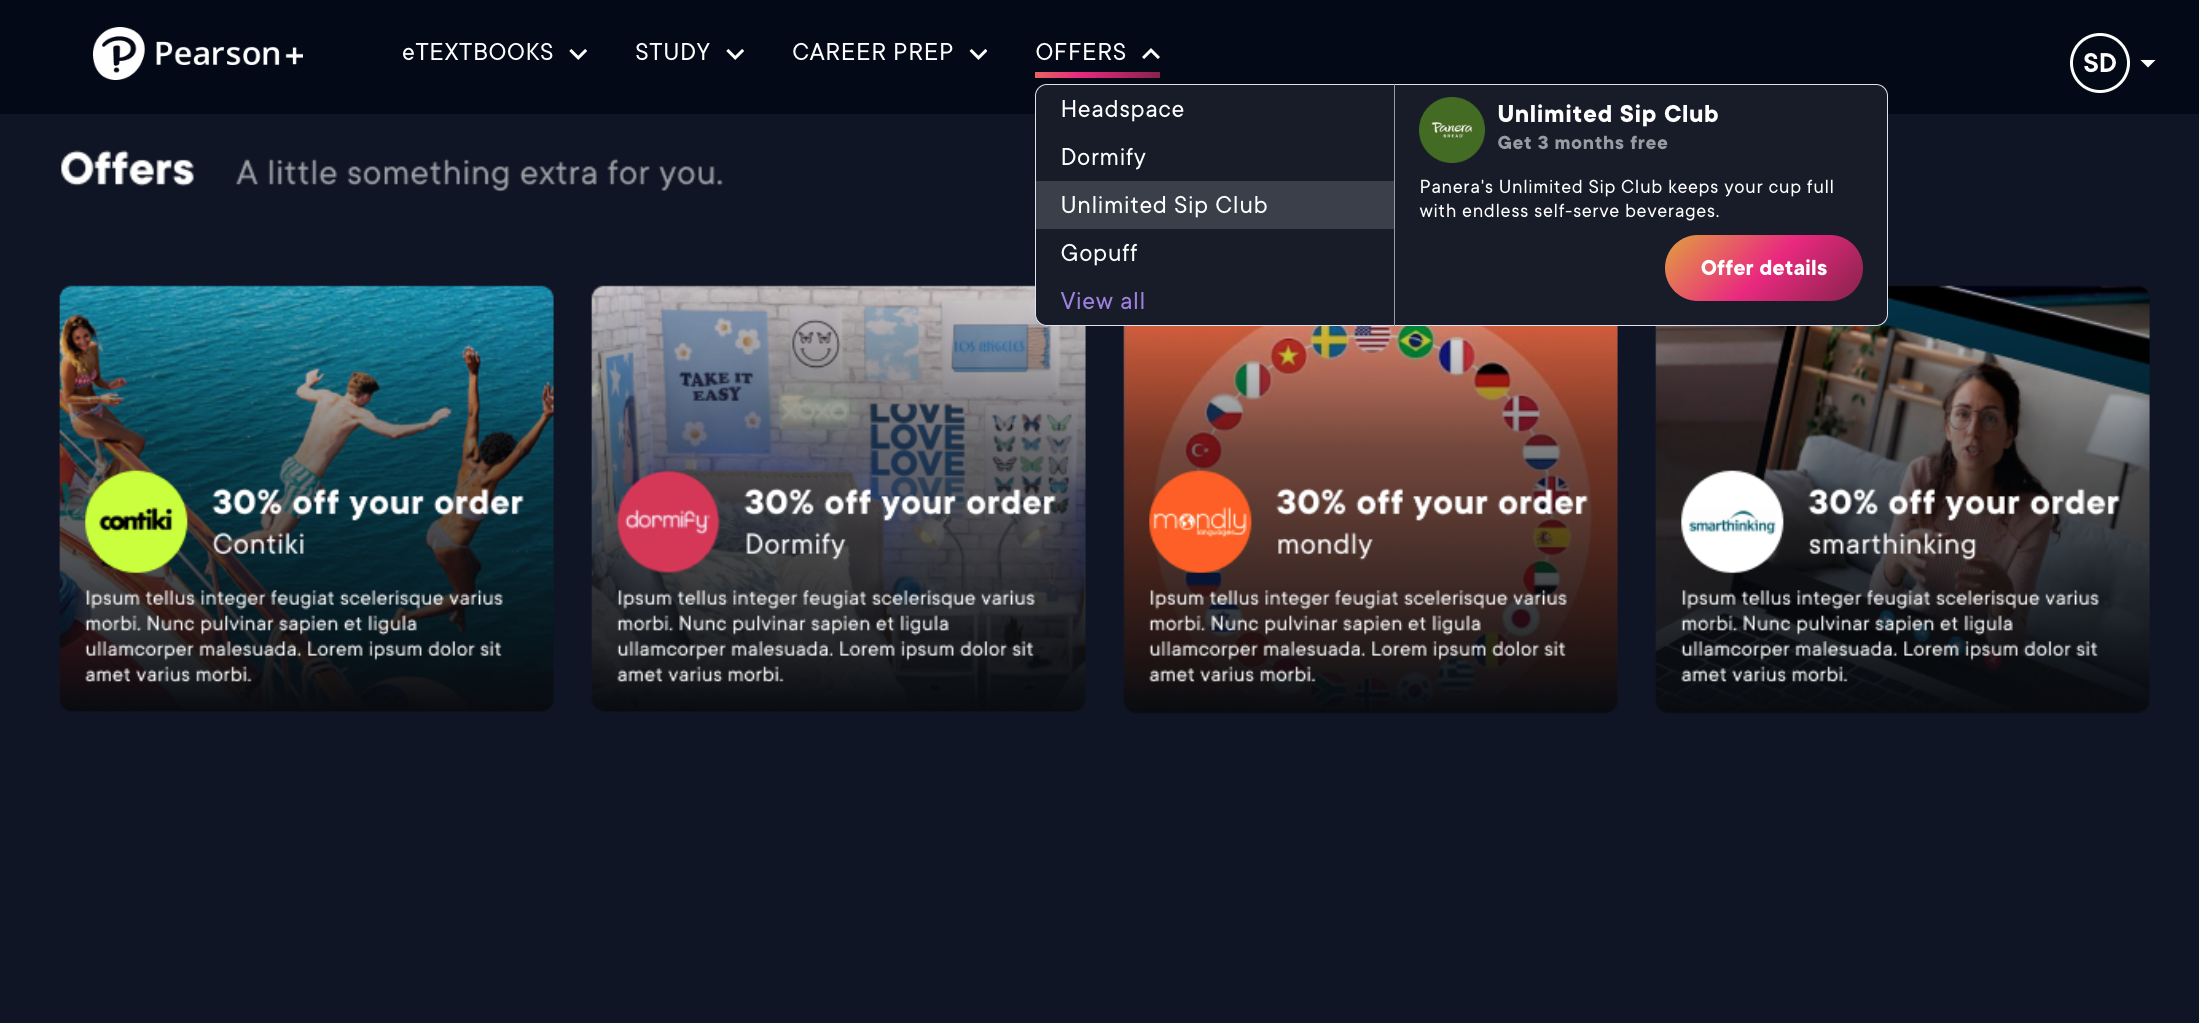 Pearson+
eTEXTBOOKS
STUDY
CAREER PREP
OFFERS
SD
Headspace
Dormify
Unlimited Sip Club
Gopuff
View all
Panera
BREAD
Unlimited Sip Club
Get 3 months free
Panera's Unlimited Sip Club keeps your cup full
with endless self-serve beverages.
Offer details
Offers
A little something extra for you.
contiki
30% off your order
Contiki
Ipsum tellus integer feugiat scelerisque varius
morbi. Nunc pulvinar sapien et ligula
ullamcorper malesuada. Lorem ipsum dolor sit
amet varius morbi.
TAKE IT
EASY
LOS ANGELES
XOXO
LOVE
LOVE
LOVE
LOVE
dormify
30% off your order
Dormify
Ipsum tellus integer feugiat scelerisque varius
morbi. Nunc pulvinar sapien et ligula
ullamcorper malesuada. Lorem ipsum dolor sit
amet varius morbi.
mondly
languages
30% off your order
mondly
Ipsum tellus integer feugiat scelerisque varius
morbi. Nunc pulvinar sapien et ligula
ullamcorper malesuada. Lorem ipsum dolor sit
amet varius morbi.
smarthinking
30% off your order
smarthinking
Ipsum tellus integer feugiat scelerisque varius
morbi. Nunc pulvinar sapien et ligula
ullamcorper malesuada. Lorem ipsum dolor sit
amet varius morbi.